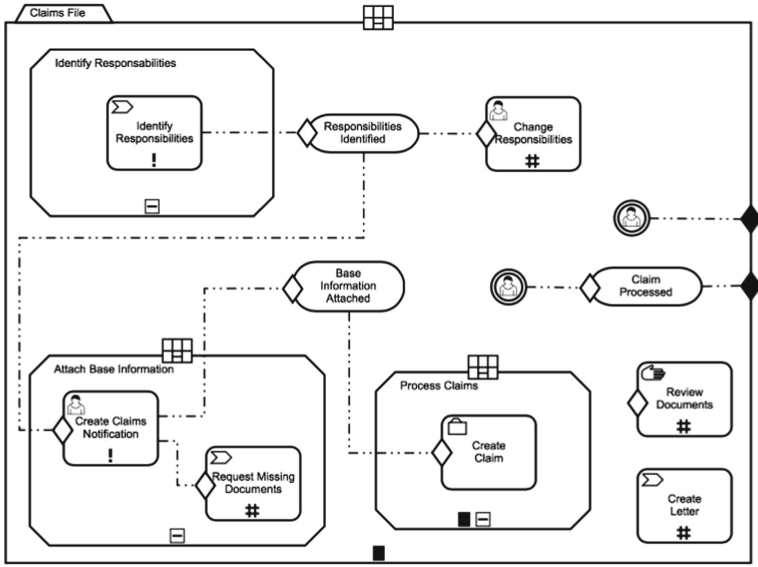 Claims File
Identify Responsabilities
Identify
Responsibilities
!
Responsibilities
Identified
Change
Responsibilities
#
Base
Information
Attached
Claim
Processed
Attach Base Information
Create Claims
Notification
!
Request Missing
Documents
#
Process Claims
Create
Claim
Review
Documents
#
Create
Letter
#